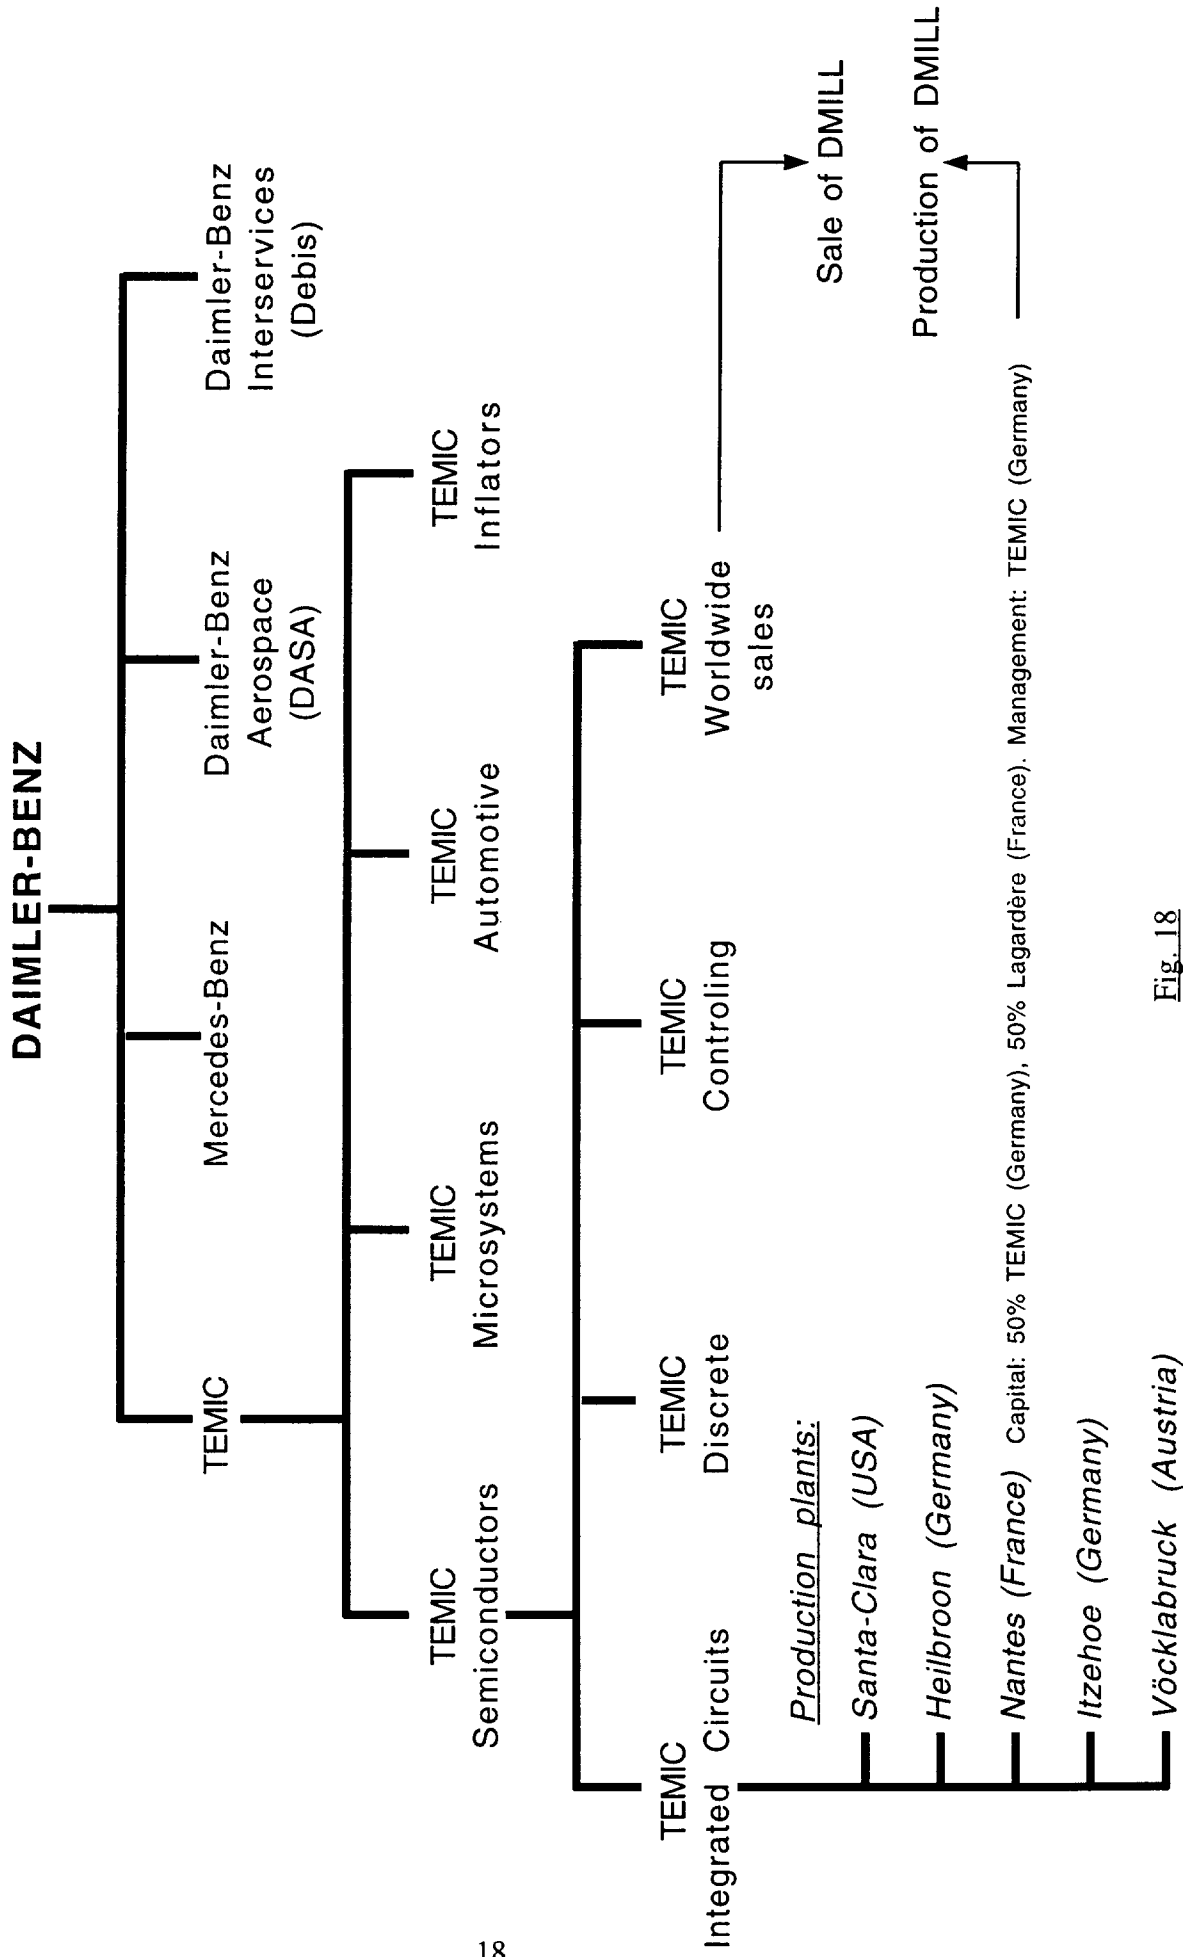 DAIMLER-BENZ
TEMIC
Mercedes-Benz
Daimler-Benz
Aerospace
(DASA)
Daimler-Benz
Interservices
(Debis)
TEMIC
Semiconductors
TEMIC
Microsystems
TEMIC
Automotive
TEMIC
Inflators
TEMIC
Integrated Circuits
TEMIC
Discrete
TEMIC
Controling
TEMIC
Worldwide
sales
Production plants:
Santa-Clara (USA)
Heilbroon (Germany)
Nantes (France) Capital: 50% TEMIC (Germany), 50% Lagardère (France). Management: TEMIC (Germany)
Itzehoe (Germany)
Vöcklabruck (Austria)
Sale of DMILL
Production of DMILL
Fig. 18
18